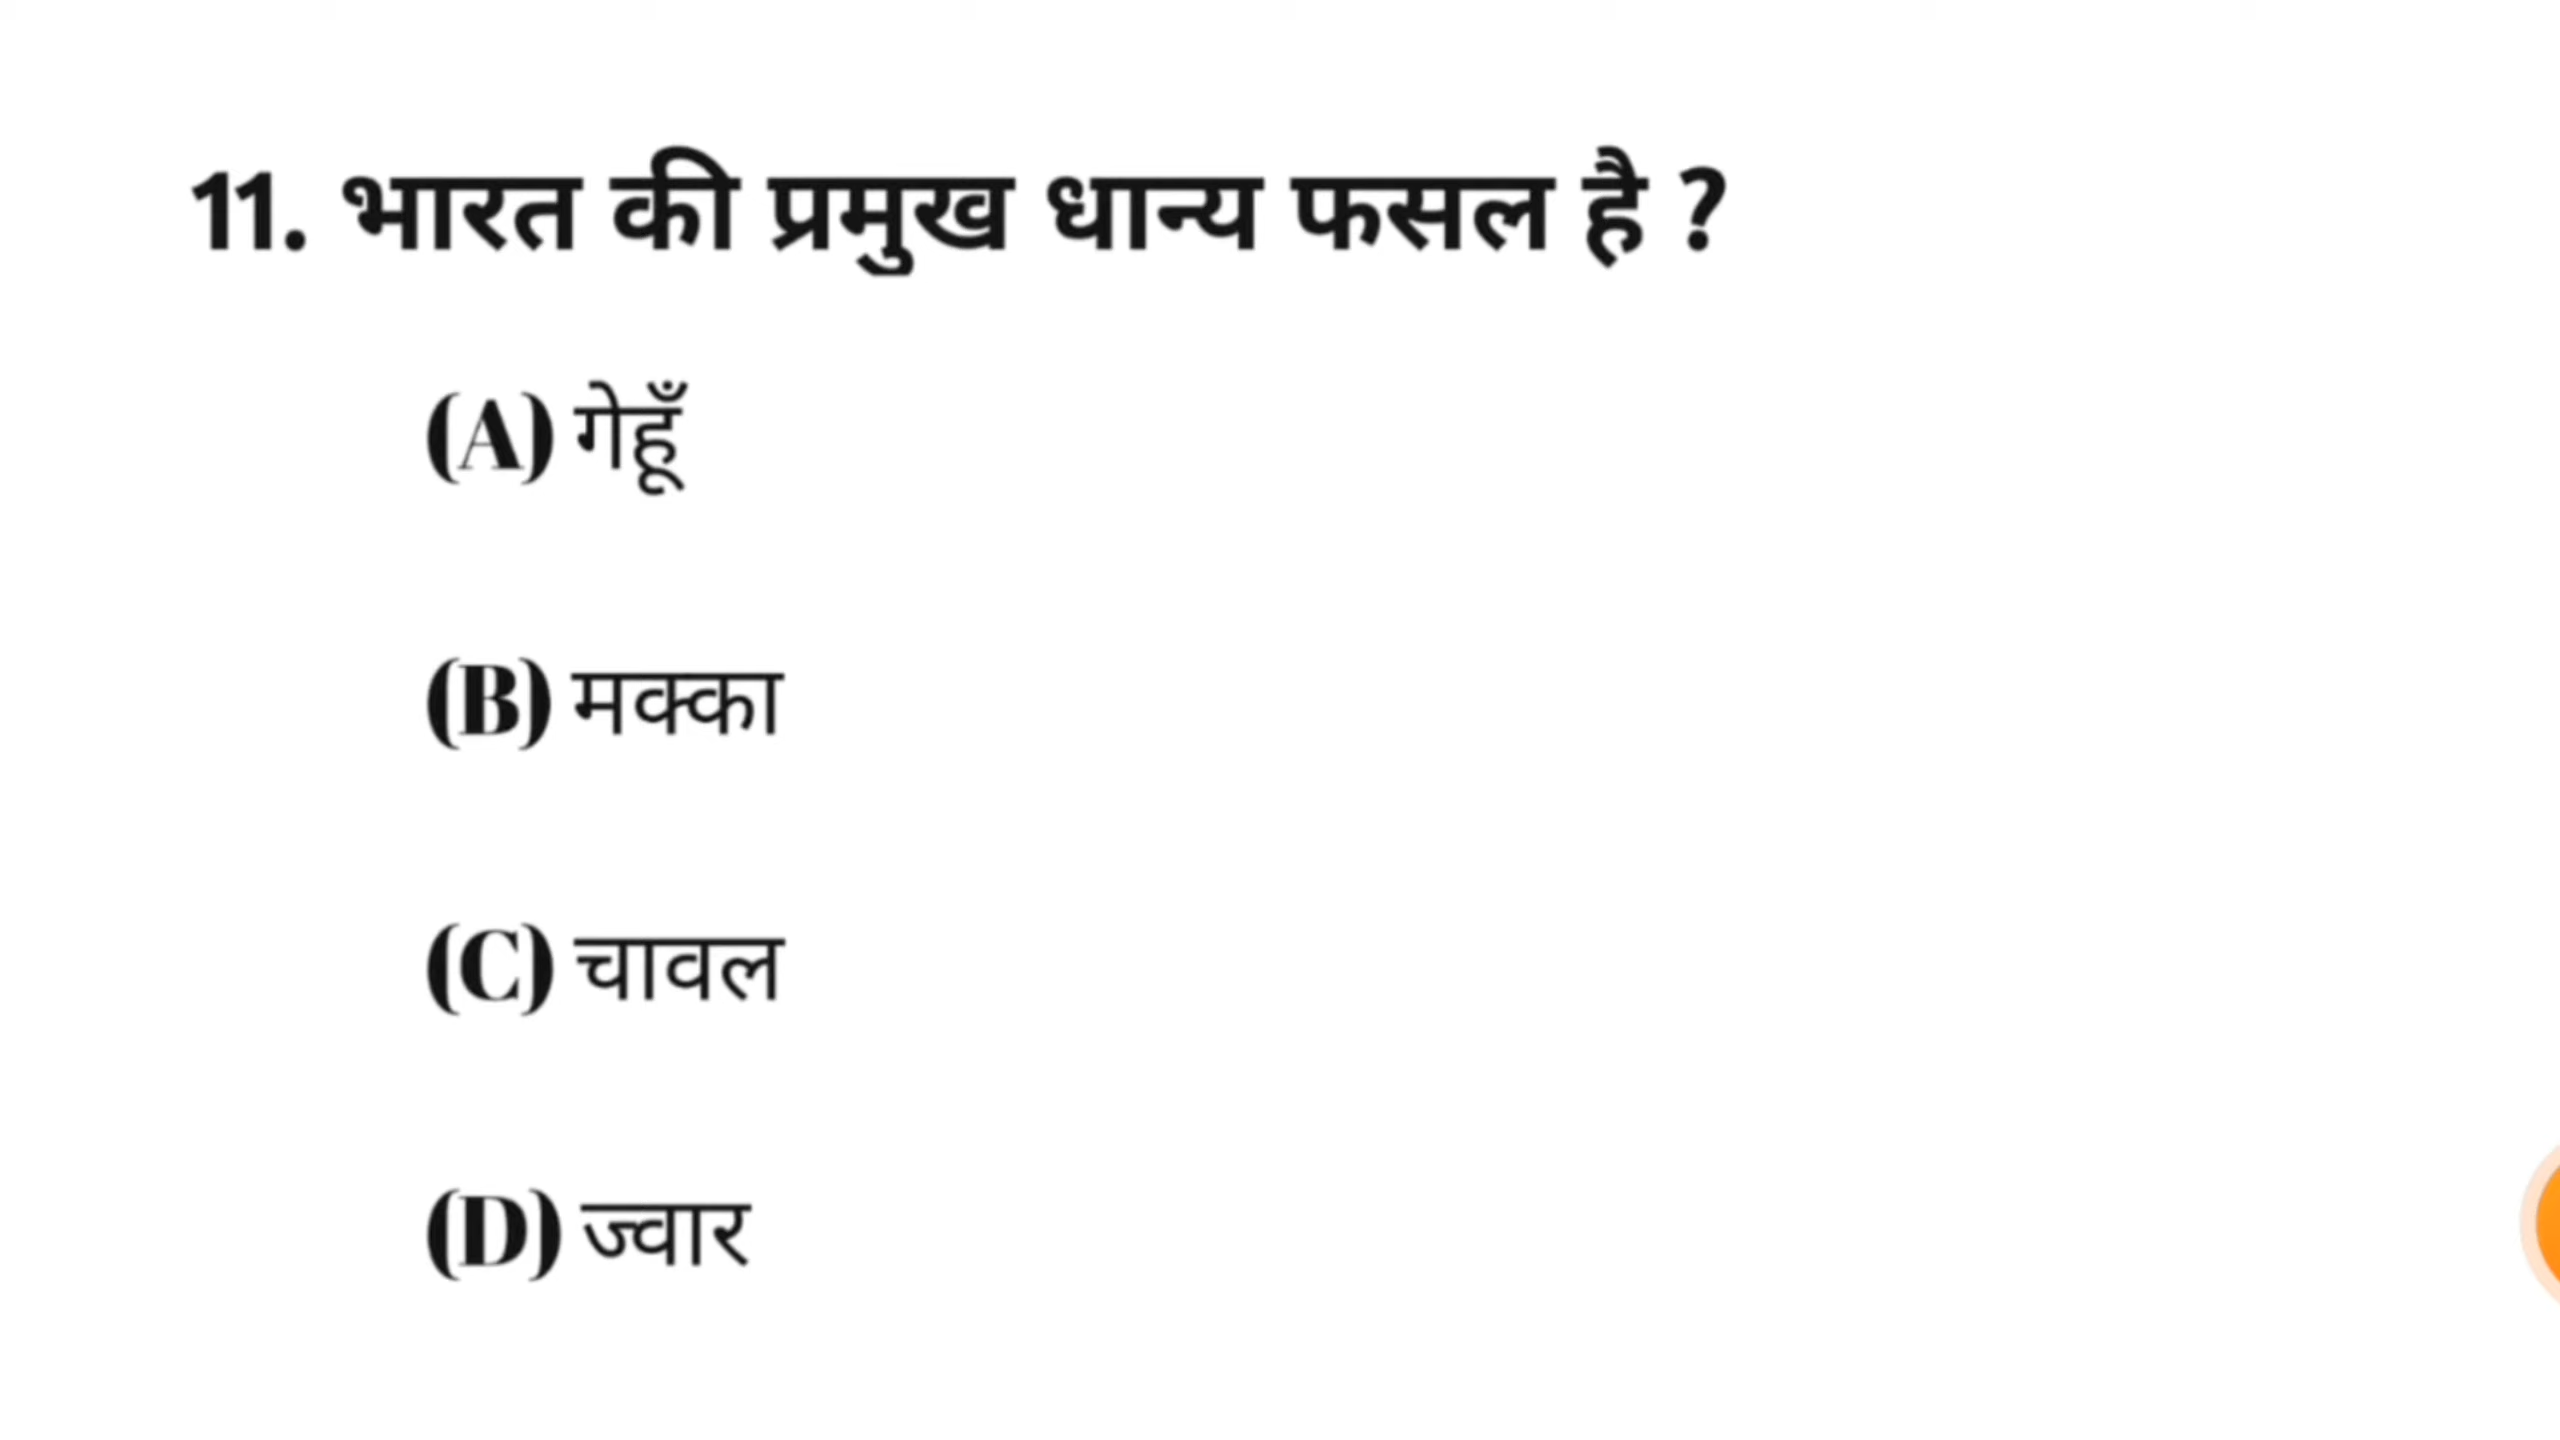 11. भारत की प्रमुख धान्य फसल है ?
(A) गेहूँ
(B) मक्का
(C) चावल
(D) ज्वार